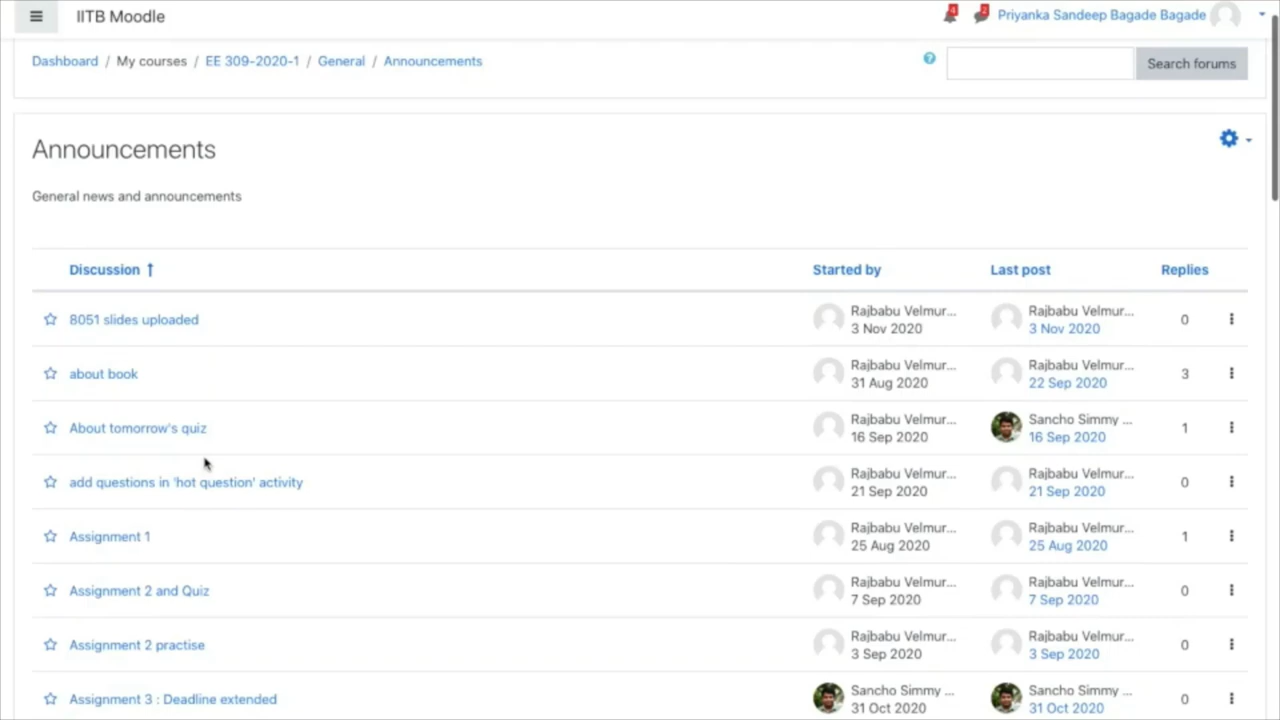 IITB Moodle
4
2
Priyanka Sandeep Bagade Bagade
Dashboard / My courses / EE 309-2020-1 / General / Announcements
?
Search forums
Announcements
General news and announcements
Discussion ↑ Started by Last post Replies
8051 slides uploaded Rajbabu Velmur... Rajbabu Velmur... 0
3 Nov 2020 3 Nov 2020
about book Rajbabu Velmur... Rajbabu Velmur... 3
31 Aug 2020 22 Sep 2020
About tomorrow's quiz Rajbabu Velmur... Sancho Simmy ... 1
16 Sep 2020 16 Sep 2020
add questions in 'hot question' activity Rajbabu Velmur... Rajbabu Velmur... 0
21 Sep 2020 21 Sep 2020
Assignment 1 Rajbabu Velmur... Rajbabu Velmur... 1
25 Aug 2020 25 Aug 2020
Assignment 2 and Quiz Rajbabu Velmur... Rajbabu Velmur... 0
7 Sep 2020 7 Sep 2020
Assignment 2 practise Rajbabu Velmur... Rajbabu Velmur... 0
3 Sep 2020 3 Sep 2020
Assignment 3 : Deadline extended Sancho Simmy ... Sancho Simmy ... 0
31 Oct 2020 31 Oct 2020